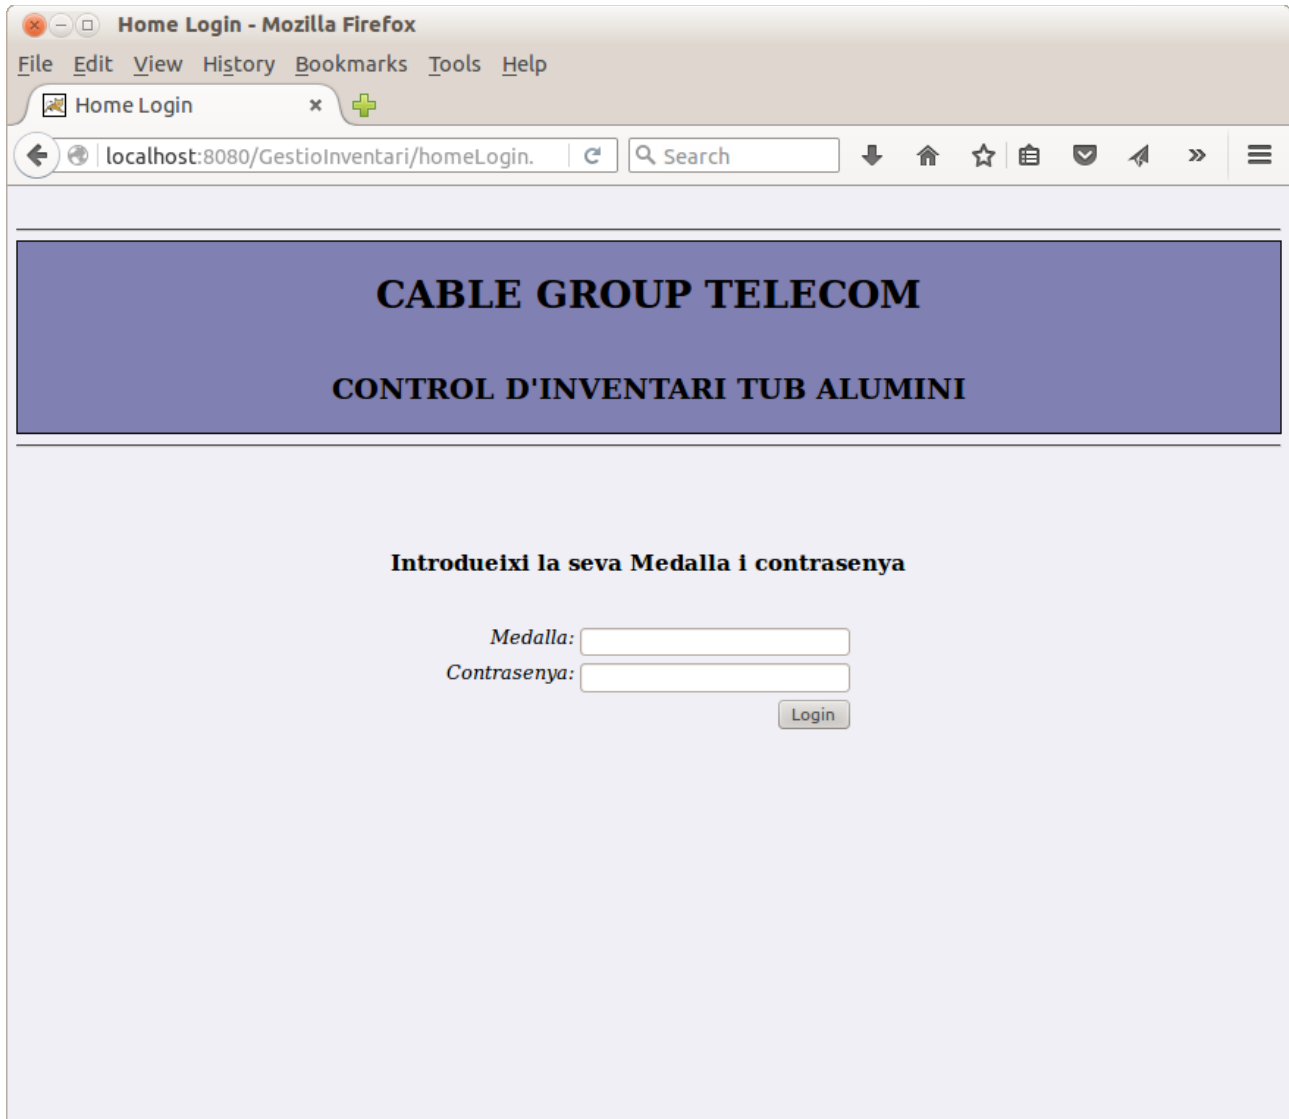 Home Login - Mozilla Firefox
File Edit View History Bookmarks Tools Help
Home Login
localhost:8080/GestioInventari/homeLogin.
Search
CABLE GROUP TELECOM
CONTROL D'INVENTARI TUB ALUMINI
Introdueixi la seva Medalla i contrasenya
Medalla:
Contrasenya:
Login